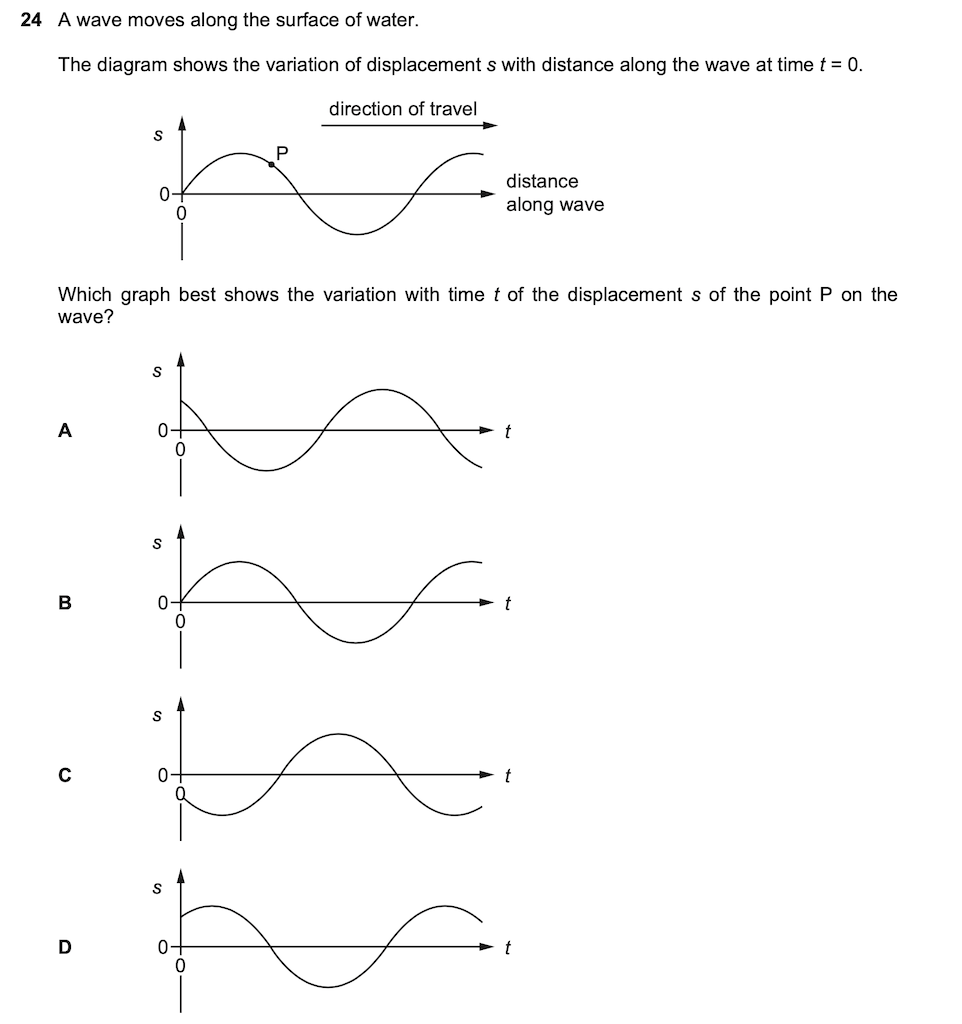 24 A wave moves along the surface of water.
The diagram shows the variation of displacement s with distance along the wave at time t = 0.
direction of travel
s
P
0
0
distance
along wave
Which graph best shows the variation with time t of the displacement s of the point P on the
wave?
s
A
0
t
0
s
B
0
t
0
s
C
0
t
0
s
D
0
t
0